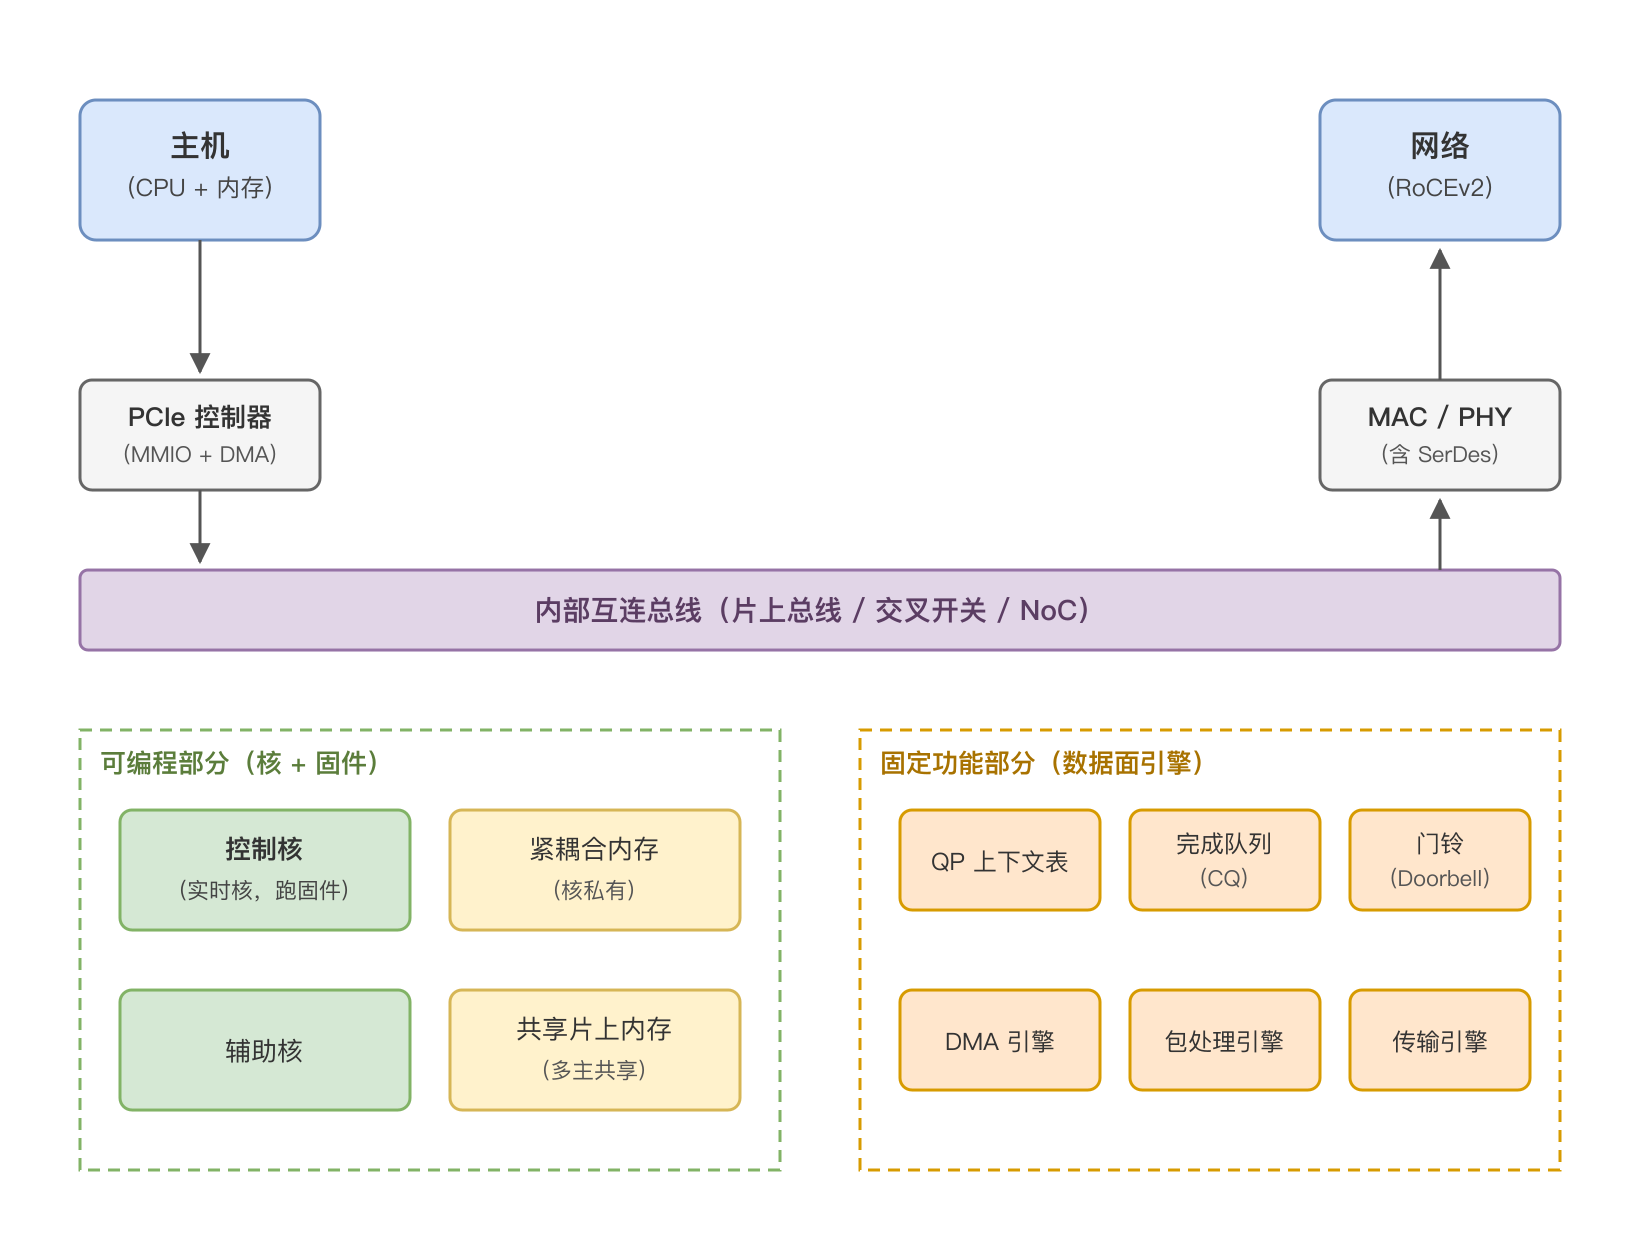 主机
(CPU + 内存)
网络
(RoCEv2)
PCIe 控制器
(MMIO + DMA)
MAC / PHY
(含 SerDes)
内部互连总线（片上总线 / 交叉开关 / NoC）
可编程部分（核 + 固件）
控制核
(实时核，跑固件)
紧耦合内存
(核私有)
辅助核
共享片上内存
(多主共享)
固定功能部分（数据面引擎）
QP 上下文表
完成队列
(CQ)
门铃
(Doorbell)
DMA 引擎
包处理引擎
传输引擎